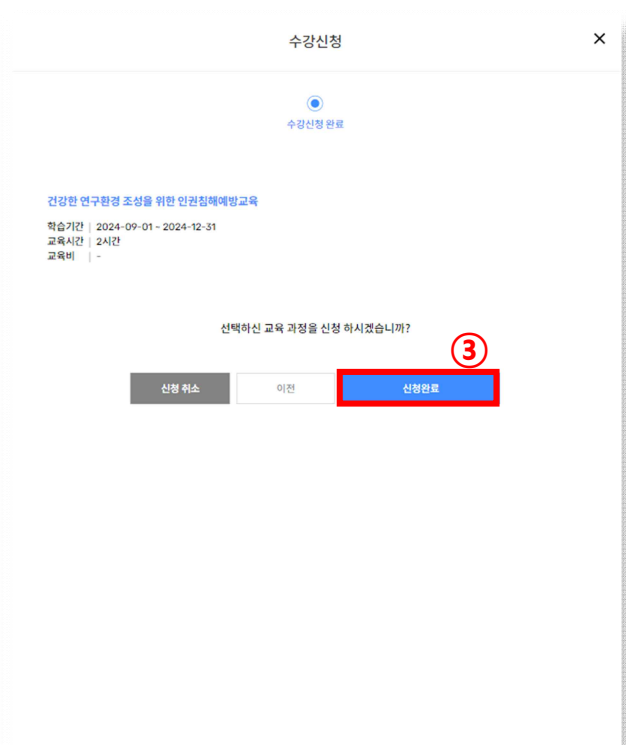 수강신청
수강신청 완료
건강한 연구환경 조성을 위한 인권침해예방교육
학습기간 | 2024-09-01 - 2024-12-31
교육시간 | 2시간
교육비 | -
선택하신 교육 과정을 신청 하시겠습니까?
③
신청 취소 이전 신청완료